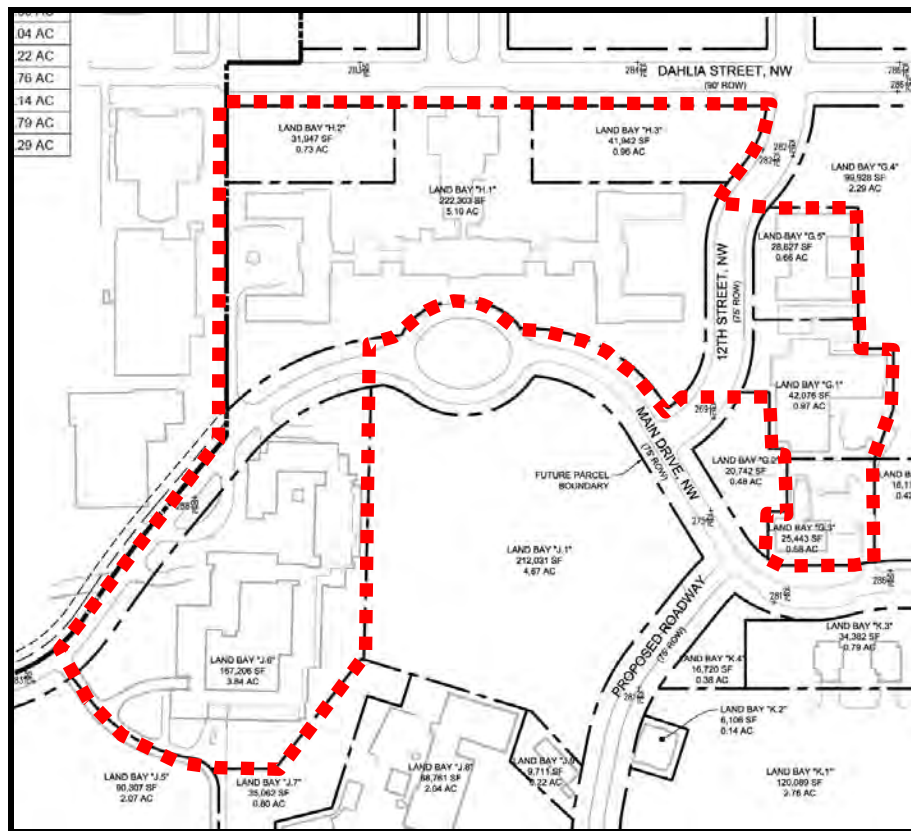 .04 AC
.22 AC
.76 AC
.14 AC
.79 AC
.29 AC
DAHLIA STREET, NW
(90' ROW)
LAND BAY "H.2"
31,947 SF
0.73 AC
LAND BAY "H.3"
41,942 SF
0.96 AC
LAND BAY "G.4"
99,928 SF
2.29 AC
LAND BAY "H.1"
222,303 SF
5.10 AC
LAND BAY "G.5"
28,627 SF
0.66 AC
12TH STREET, NW
(75' ROW)
LAND BAY "G.1"
42,076 SF
0.97 AC
MAIN DRIVE, NW
(75' ROW)
FUTURE PARCEL
BOUNDARY
LAND BAY "G.2"
20,742 SF
0.48 AC
LAND BAY "G.3"
25,443 SF
0.58 AC
LAND BAY "J.1"
212,031 SF
4.87 AC
PROPOSED ROADWAY
(75' ROW)
LAND BAY "K.3"
34,382 SF
0.79 AC
LAND BAY "J.6"
167,206 SF
3.84 AC
LAND BAY "K.4"
16,720 SF
0.38 AC
LAND BAY "K.2"
6,106 SF
0.14 AC
LAND BAY "J.5"
90,307 SF
2.07 AC
LAND BAY "J.7"
35,062 SF
0.80 AC
LAND BAY "J.8"
88,761 SF
2.04 AC
9,711 SF
0.22 AC
LAND BAY "K.1"
120,089 SF
2.76 AC